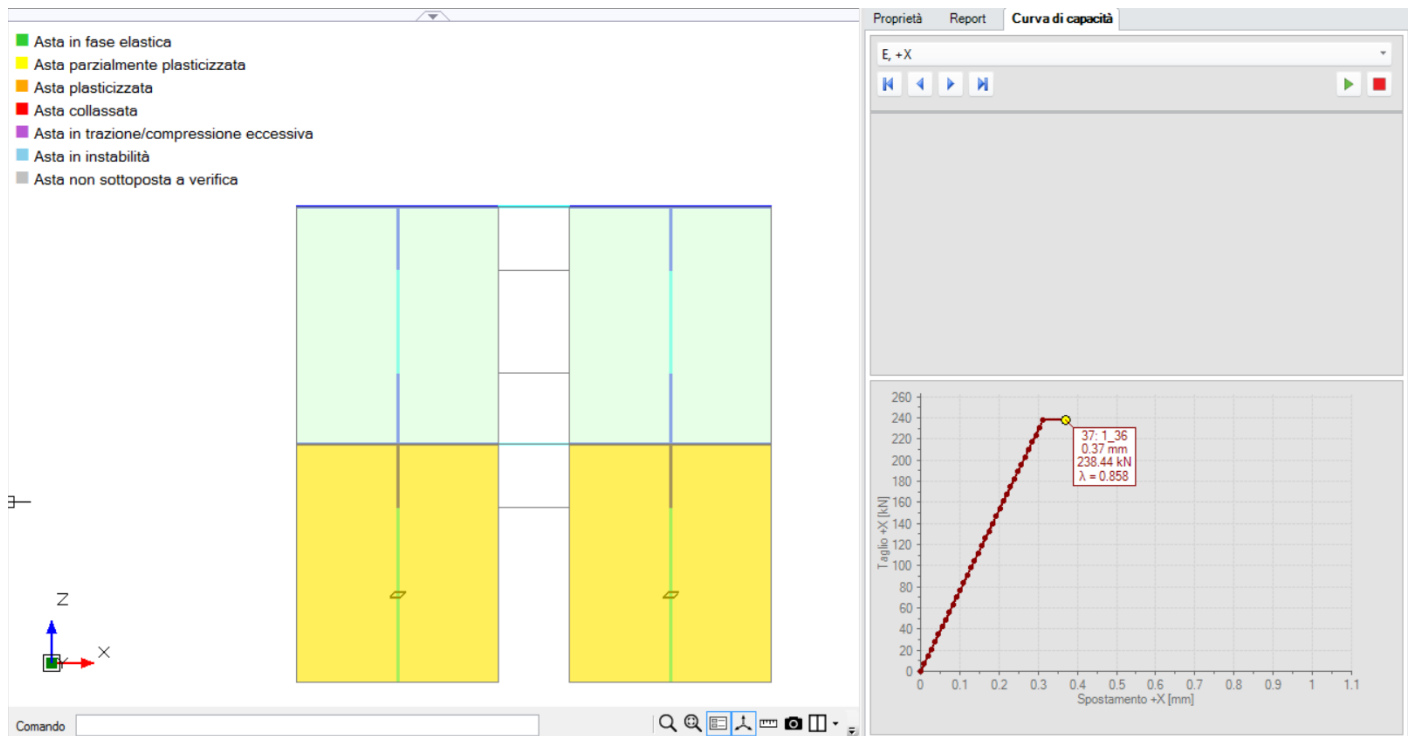 Asta in fase elastica
Asta parzialmente plasticizzata
Asta plasticizzata
Asta collassata
Asta in trazione/compressione eccessiva
Asta in instabilità
Asta non sottoposta a verifica
Z
Y
X
Comando
Proprietà Report Curva di capacità
E, +X
260
240
220
200
180
160
140
120
100
80
60
40
20
0
Taglio +X [kN]
37: 1_36
0.37 mm
238.44 kN
λ = 0.858
0 0.1 0.2 0.3 0.4 0.5 0.6 0.7 0.8 0.9 1 1.1
Spostamento +X [mm]